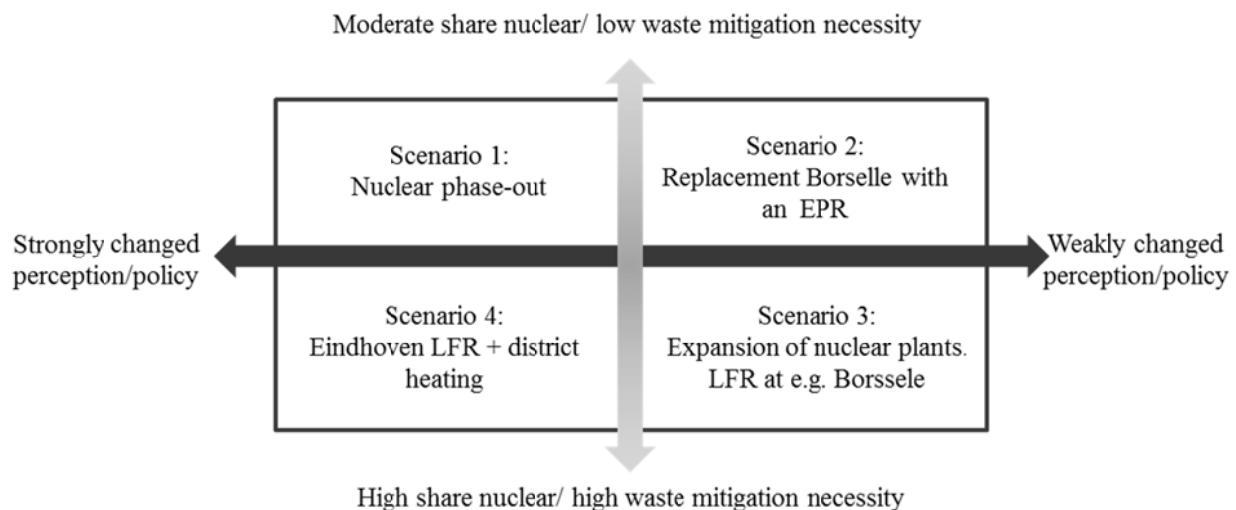 Moderate share nuclear/ low waste mitigation necessity
Scenario 1:
Nuclear phase-out
Scenario 2:
Replacement Borselle with
an EPR
Strongly changed
perception/policy
Weakly changed
perception/policy
Scenario 4:
Eindhoven LFR + district
heating
Scenario 3:
Expansion of nuclear plants.
LFR at e.g. Borssele
High share nuclear/ high waste mitigation necessity